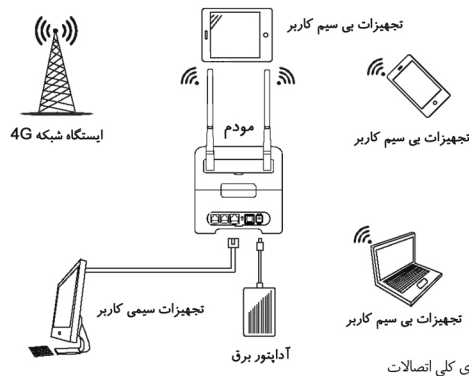 تجهیزات بی سیم کاربر
مودم
ایستگاه شبکه 4G
تجهیزات بی سیم کاربر
تجهیزات سیمی کاربر
تجهیزات بی سیم کاربر
آداپتور برق
ی کلی اتصالات